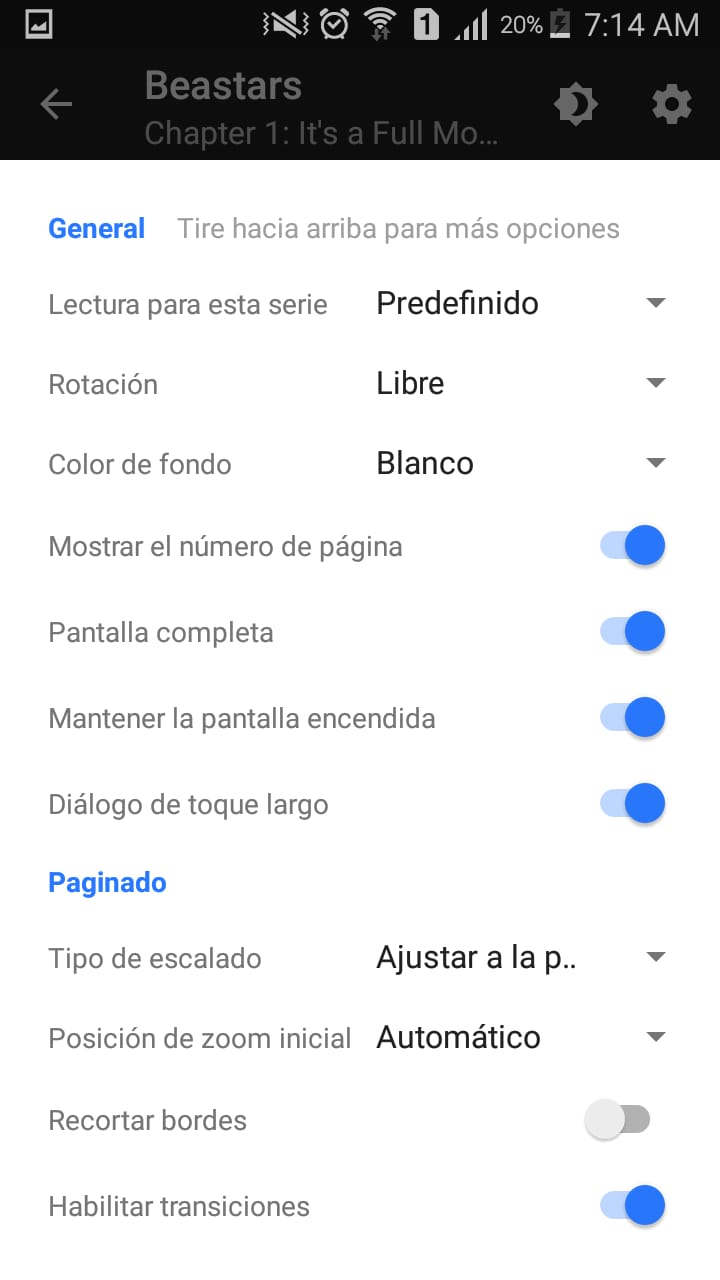 1 20% 7:14 AM
Beastars
Chapter 1: It's a Full Mo...
General Tire hacia arriba para más opciones
Lectura para esta serie Predefinido
Rotación Libre
Color de fondo Blanco
Mostrar el número de página
Pantalla completa
Mantener la pantalla encendida
Diálogo de toque largo
Paginado
Tipo de escalado Ajustar a la p..
Posición de zoom inicial Automático
Recortar bordes
Habilitar transiciones